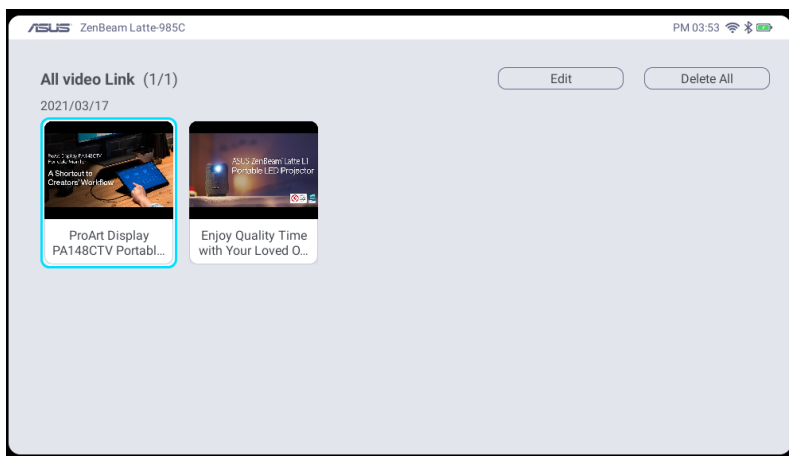 ASUS ZenBeam Latte-985C PM 03:53
All video Link (1/1) Edit Delete All
2021/03/17
A Shortcut to
Creators' Workflow
ASUS ZenBeam Latte L1
Portable LED Projector
ProArt Display
PA148CTV Portabl...
Enjoy Quality Time
with Your Loved O...